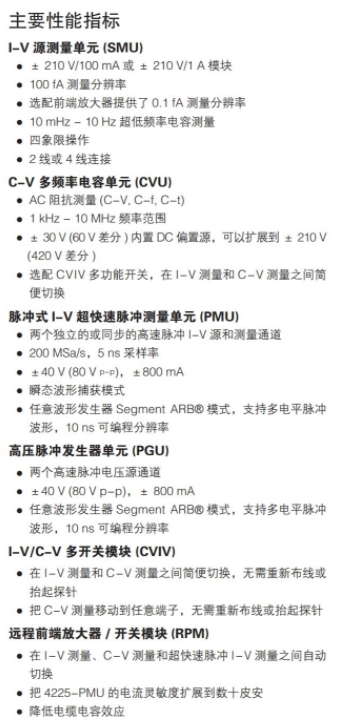 主要性能指标
I-V 源测量单元 (SMU)
● ± 210 V/100 mA 或 ± 210 V/1 A 模块
● 100 fA 测量分辨率
● 选配前端放大器提供了 0.1 fA 测量分辨率
● 10 mHz - 10 Hz 超低频率电容测量
● 四象限操作
● 2 线或 4 线连接
C-V 多频率电容单元 (CVU)
● AC 阻抗测量 (C-V, C-f, C-t)
● 1 kHz - 10 MHz 频率范围
● ± 30 V (60 V 差分 ) 内置 DC 偏置源，可以扩展到 ± 210 V
(420 V 差分 )
● 选配 CVIV 多功能开关，在 I-V 测量和 C-V 测量之间简
便切换
脉冲式 I-V 超快速脉冲测量单元 (PMU)
● 两个独立的或同步的高速脉冲 I-V 源和测量通道
● 200 MSa/s，5 ns 采样率
● ±40 V (80 V p-p)，±800 mA
● 瞬态波形捕获模式
● 任意波形发生器 Segment ARB® 模式，支持多电平脉冲
波形，10 ns 可编程分辨率
高压脉冲发生器单元 (PGU)
● 两个高速脉冲电压源通道
● ±40 V (80 V p-p)，± 800 mA
● 任意波形发生器 Segment ARB® 模式，支持多电平脉冲
波形，10 ns 可编程分辨率
I-V/C-V 多开关模块 (CVIV)
● 在 I-V 测量和 C-V 测量之间简便切换，无需重新布线或
抬起探针
● 把 C-V 测量移动到任意端子，无需重新布线或抬起探针
远程前端放大器 / 开关模块 (RPM)
● 在 I-V 测量、C-V 测量和超快速脉冲 I-V 测量之间自动
切换
● 把 4225-PMU 的电流灵敏度扩展到数十皮安
● 降低电缆电容效应